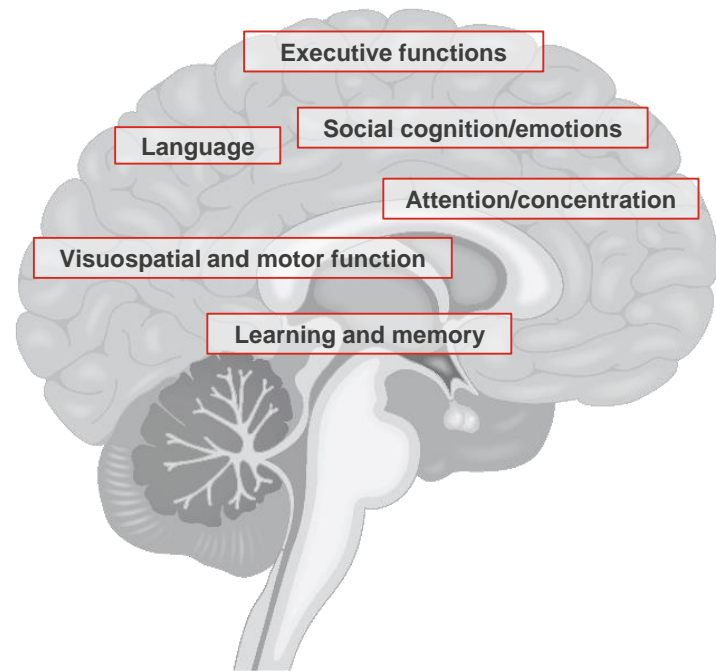 Executive functions
Social cognition/emotions
Language
Attention/concentration
Visuospatial and motor function
Learning and memory